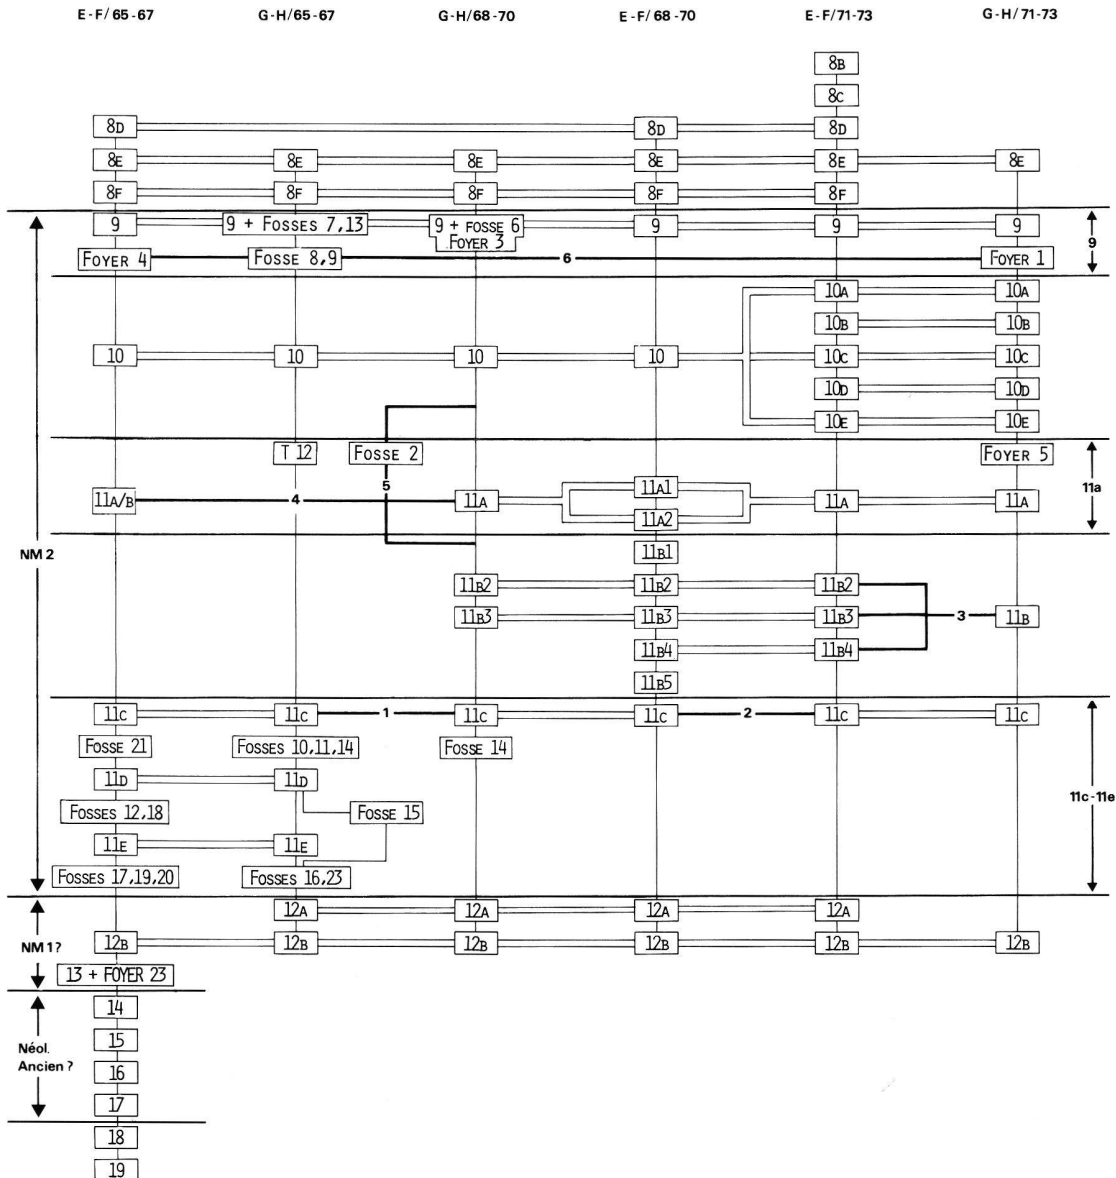 E-F/65-67 G-H/65-67 G-H/68-70 E-F/68-70 E-F/71-73 G-H/71-73
8B
8C
8D 8D 8D
8E 8E 8E 8E 8E 8E
8F 8F 8F 8F 8F
9 9 + FOSSES 7,13 9 + FOSSE 6 9 9 9
FOYER 3
9
FOYER 4 FOSSE 8,9 6 FOYER 1
10A 10A
10B 10B
10 10 10 10 10C 10C
10D 10D
10E 10E
T 12 FOSSE 2 FOYER 5
5 11A1 11a
11A/B 4 11A 11A 11A
11A2
NM 2 11B1
11B2 11B2 11B2
11B3 11B3 11B3 3 11B
11B4 11B4
11B5
11C 11C 1 11C 11C 2 11C 11C
FOSSE 21 FOSSES 10,11,14 FOSSE 14
11D 11D
11c-11e
FOSSES 12,18 FOSSE 15
11E 11E
FOSSES 17,19,20 FOSSES 16,23
12A 12A 12A 12A
NM 1? 12B 12B 12B 12B 12B 12B
13 + FOYER 23
14
15
Néol.
Ancien ?
16
17
18
19